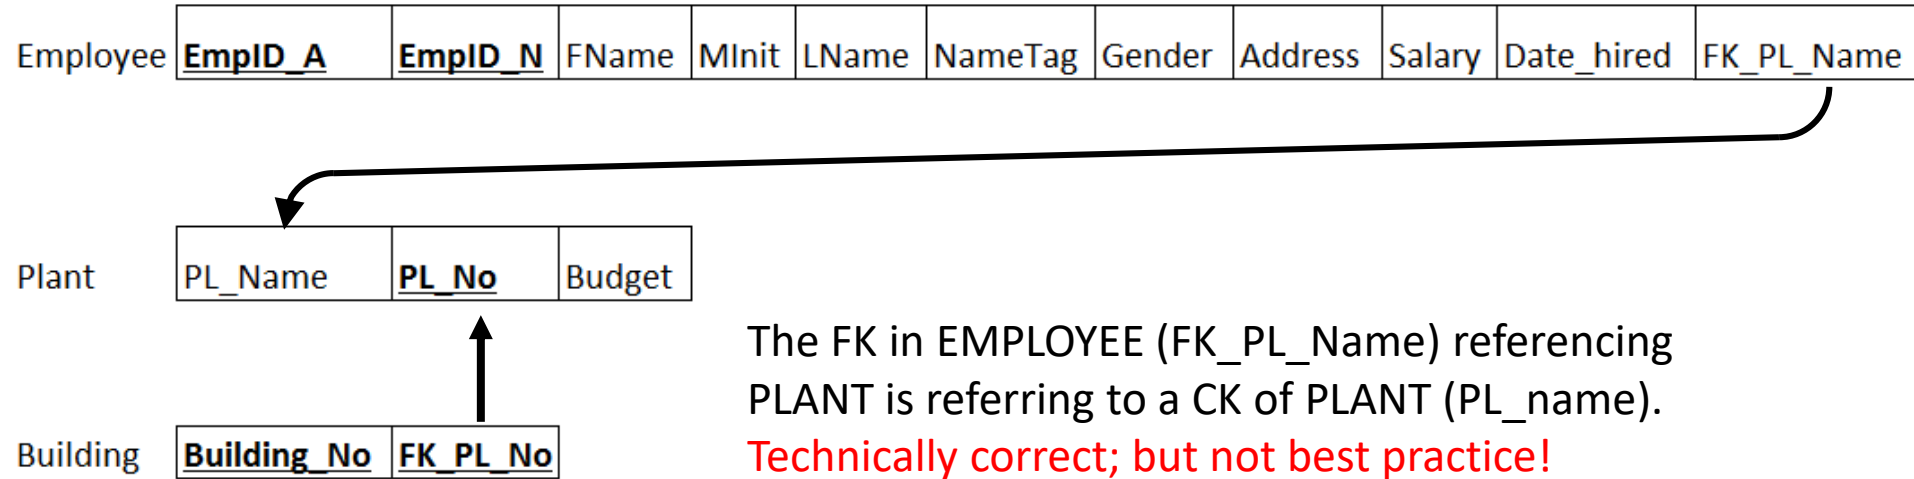 Employee EmpID_A EmpID_N FName MInit LName NameTag Gender Address Salary Date_hired FK_PL_Name
Plant PL_Name PL_No Budget
The FK in EMPLOYEE (FK_PL_Name) referencing
PLANT is referring to a CK of PLANT (PL_name).
Technically correct; but not best practice!
Building Building_No FK_PL_No